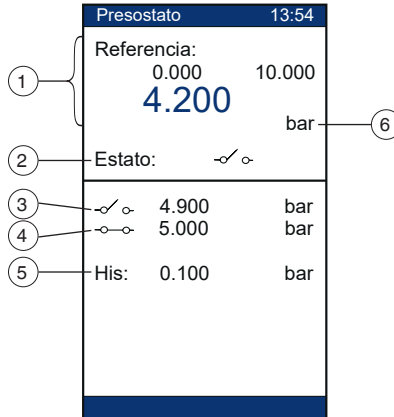 Presostato 13:54
Referencia:
0.000 10.000
4.200
bar
Estato:
4.900 bar
5.000 bar
His: 0.100 bar
1
2
3
4
5
6